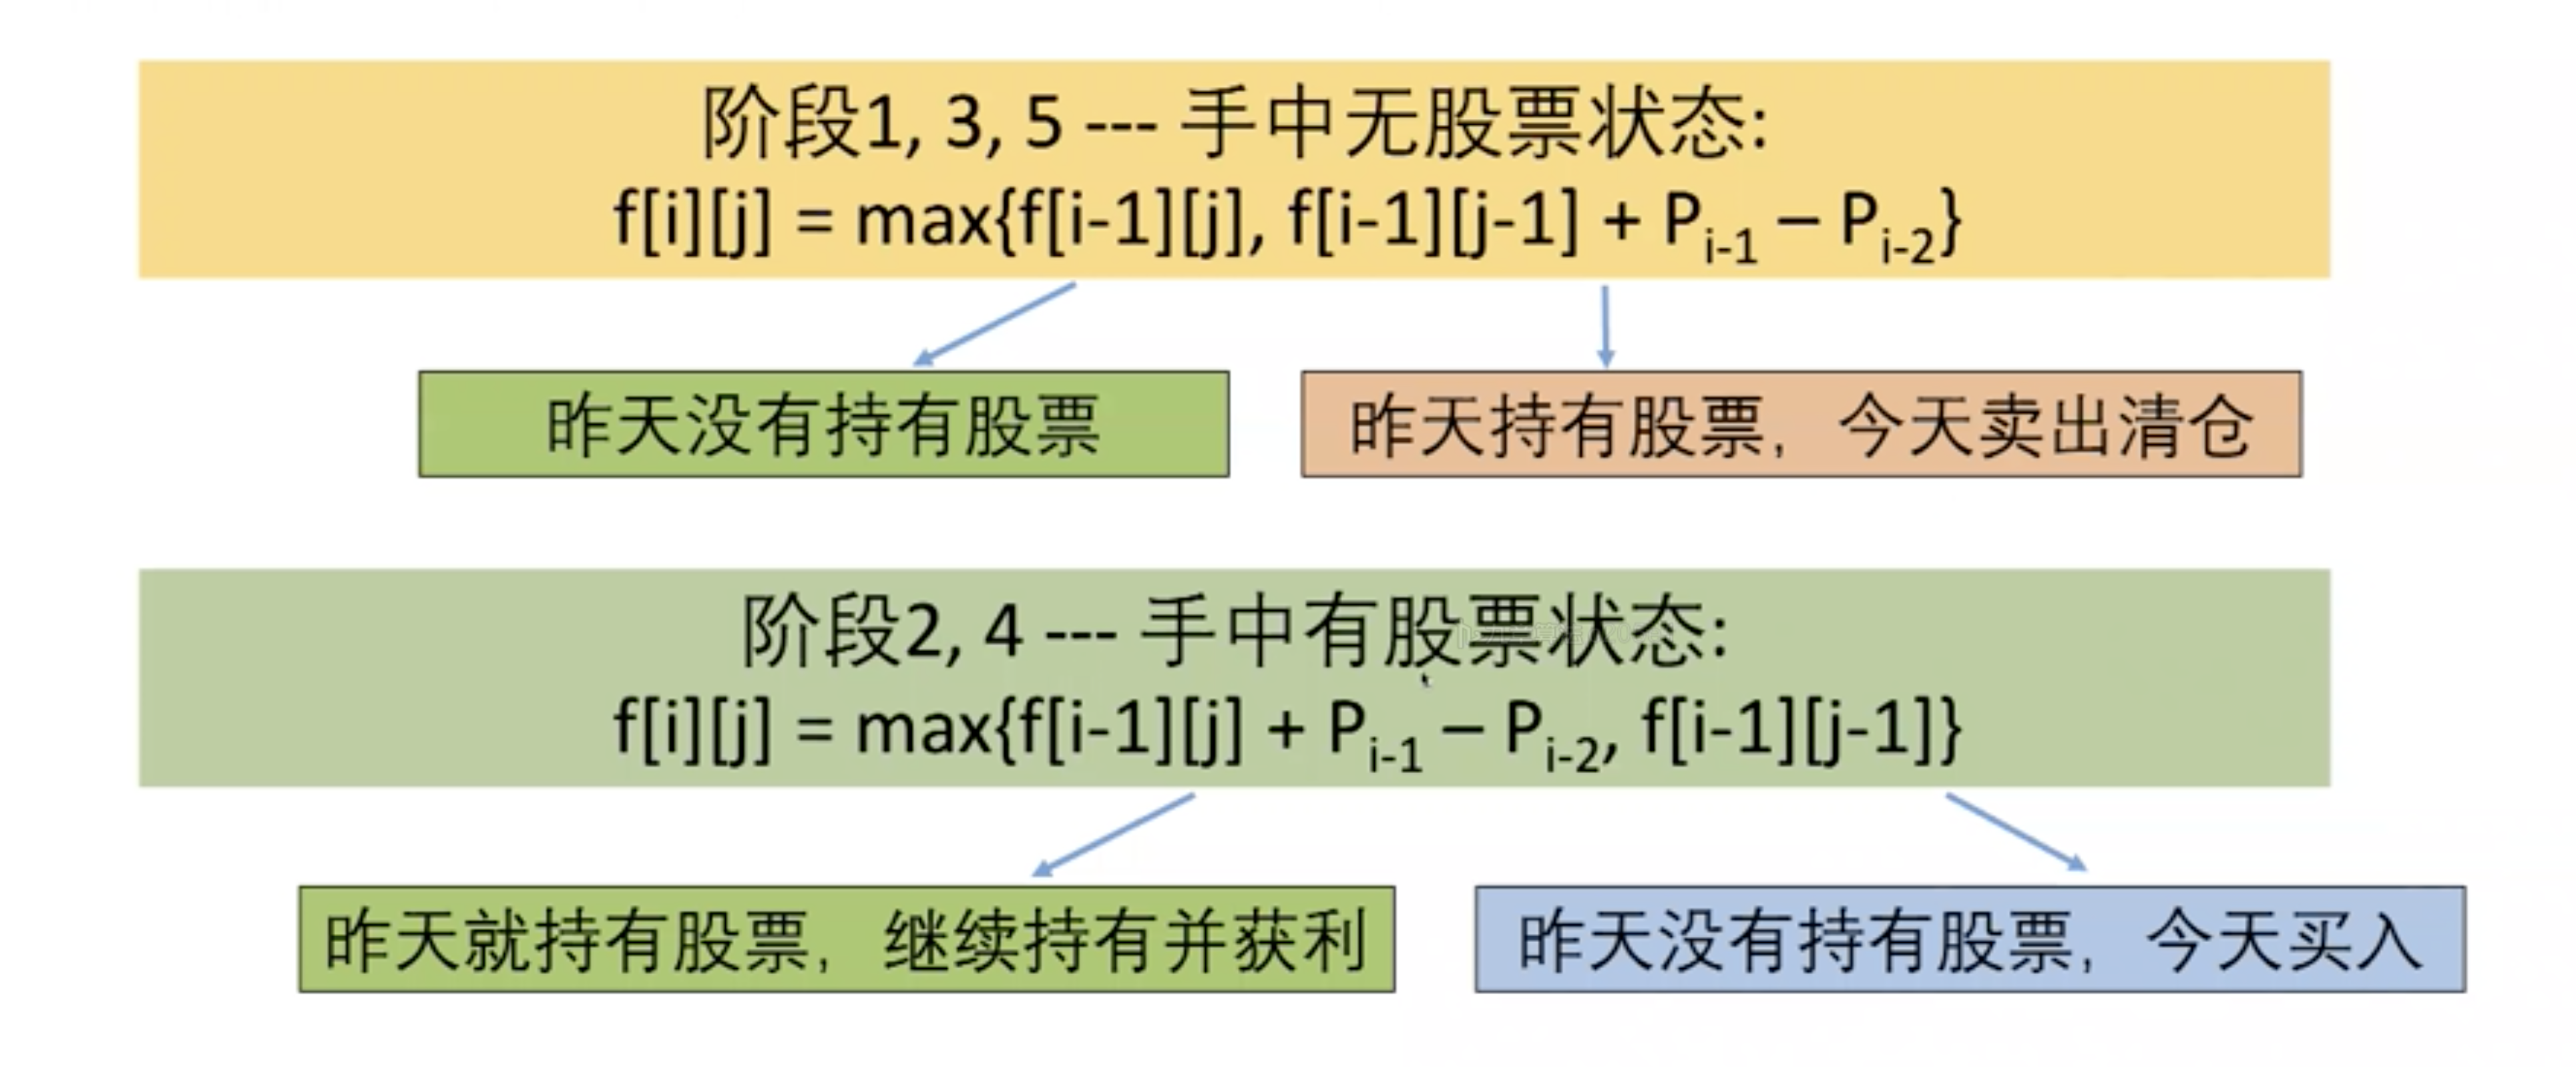 阶段1, 3, 5 --- 手中无股票状态:
f[i][j] = max{f[i-1][j], f[i-1][j-1] + Pi-1 – Pi-2}
昨天没有持有股票
昨天持有股票，今天卖出清仓
阶段2, 4 --- 手中有股票状态:
f[i][j] = max{f[i-1][j] + Pi-1 – Pi-2, f[i-1][j-1]}
昨天就持有股票，继续持有并获利
昨天没有持有股票，今天买入